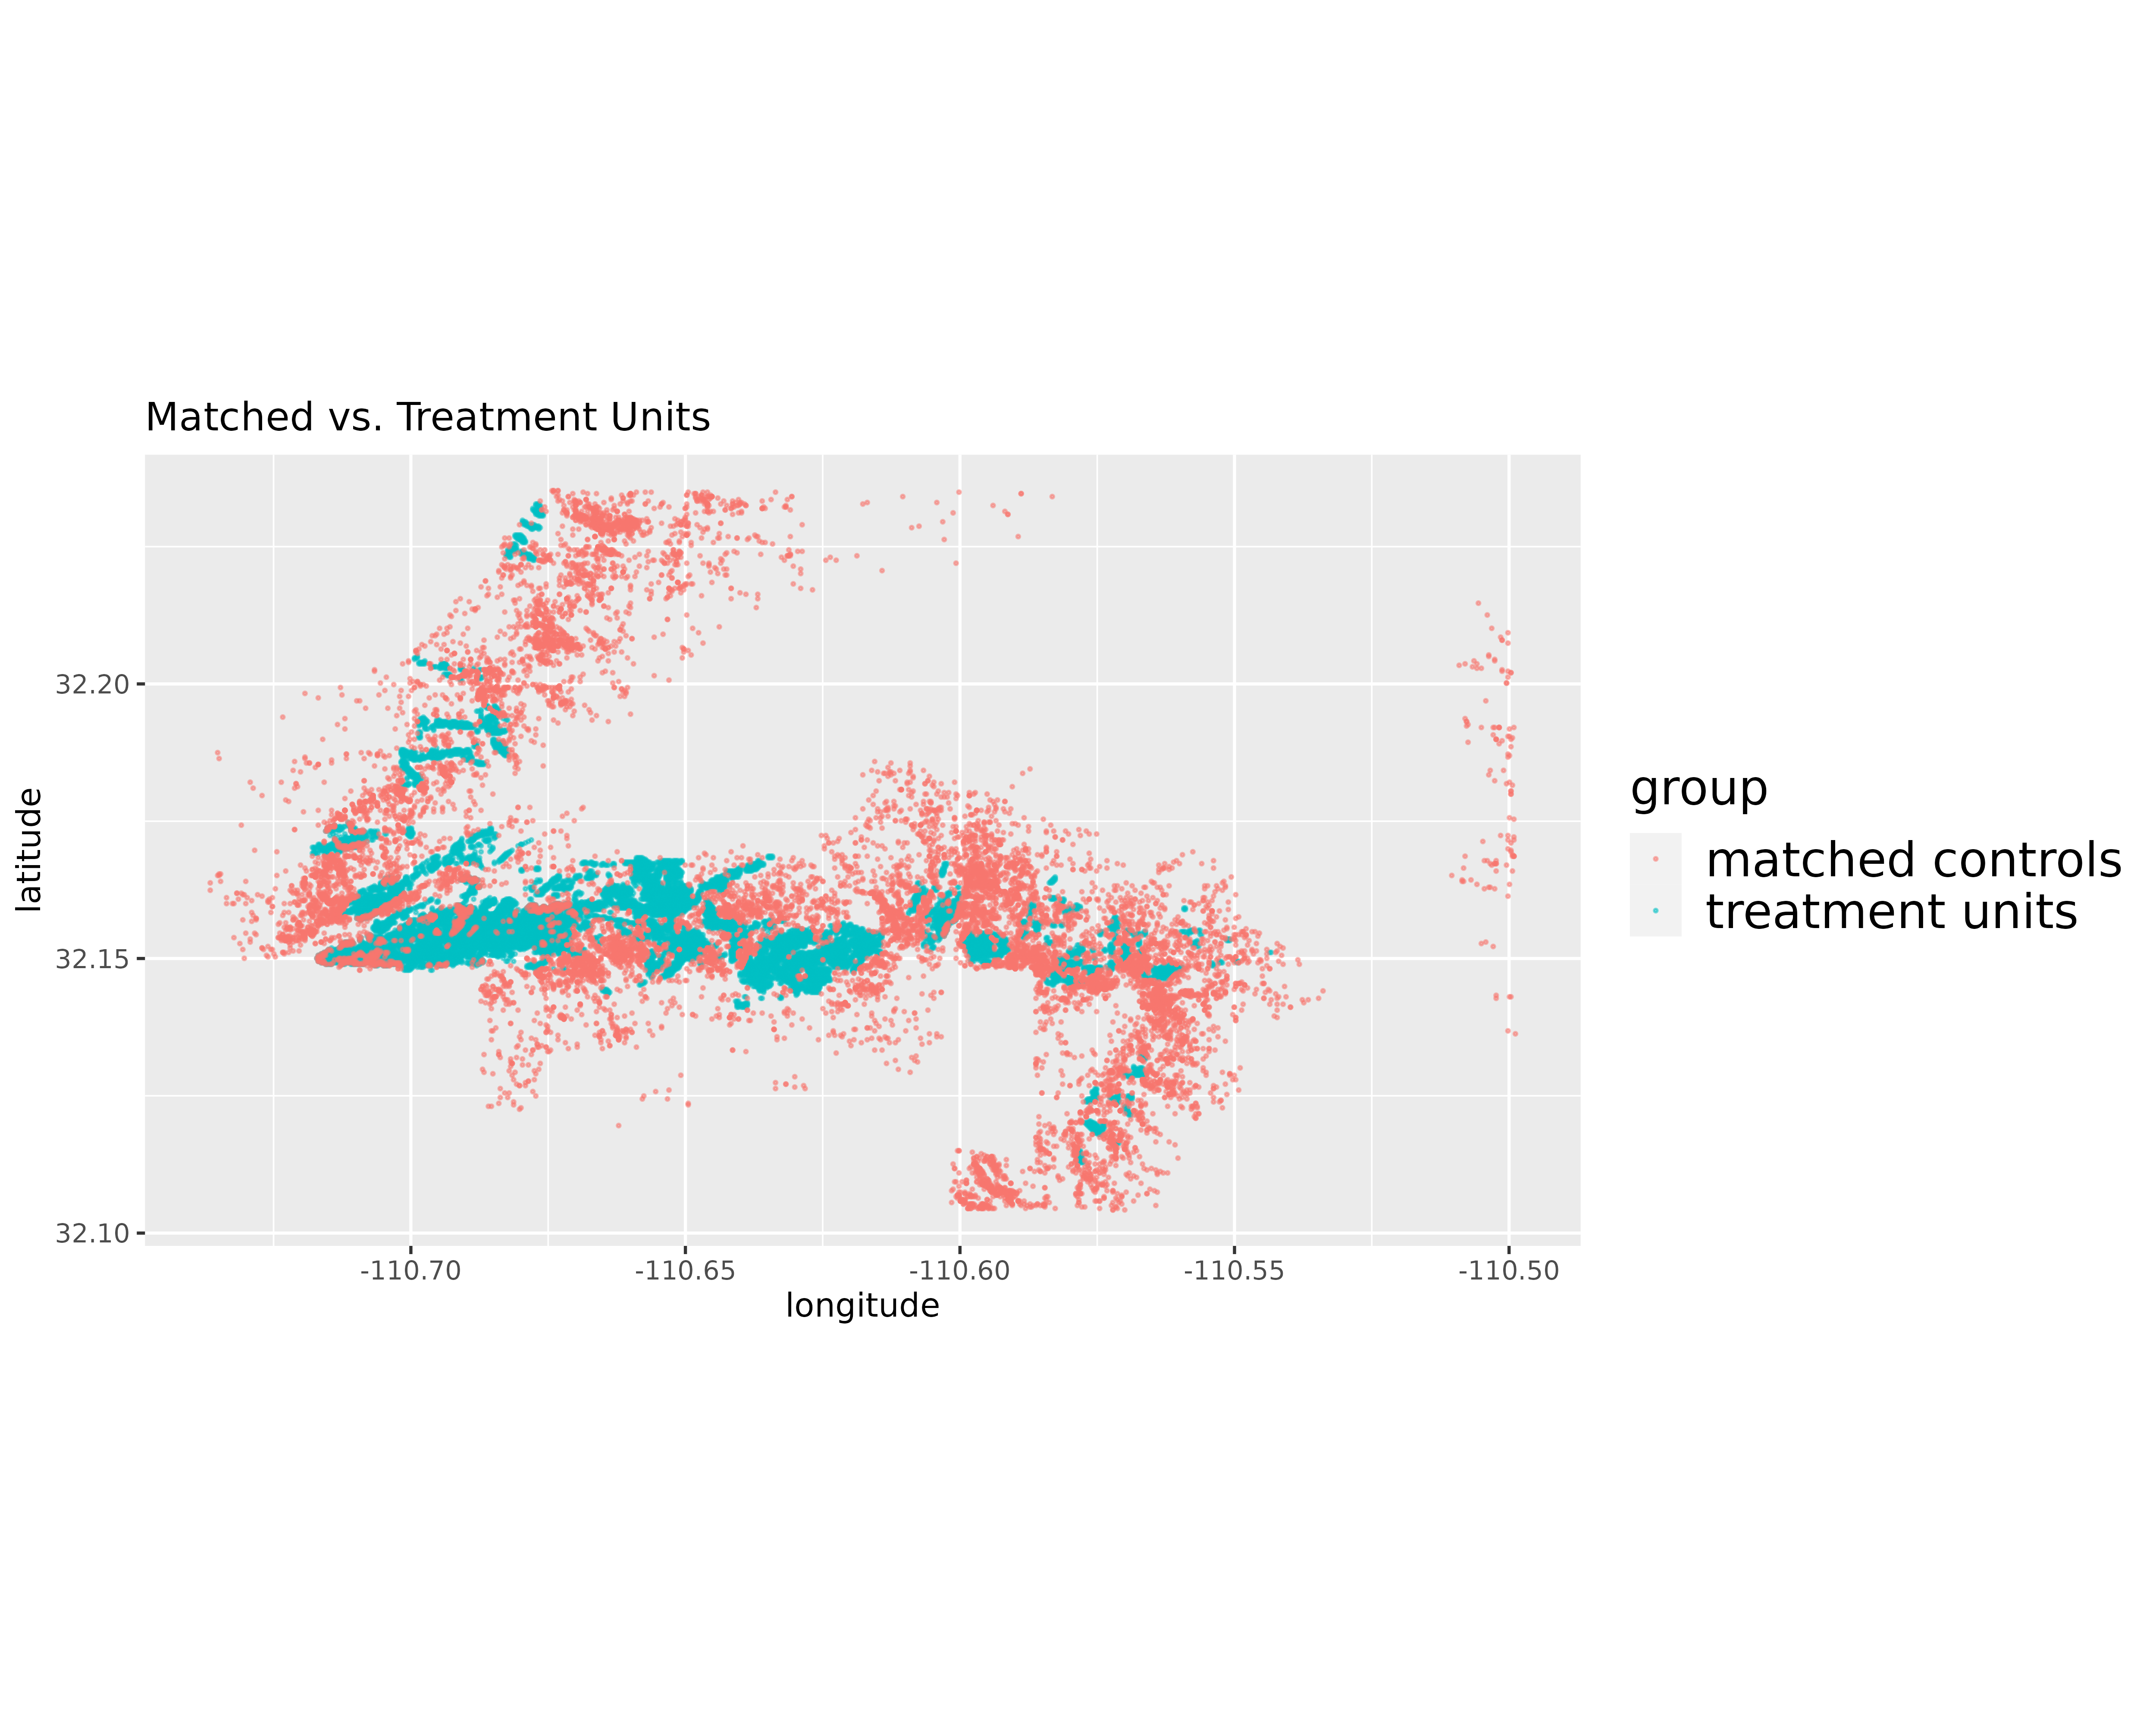 Matched vs. Treatment Units
32.20
32.15
32.10
latitude
-110.70
-110.65
-110.60
-110.55
-110.50
longitude
group
matched controls
treatment units